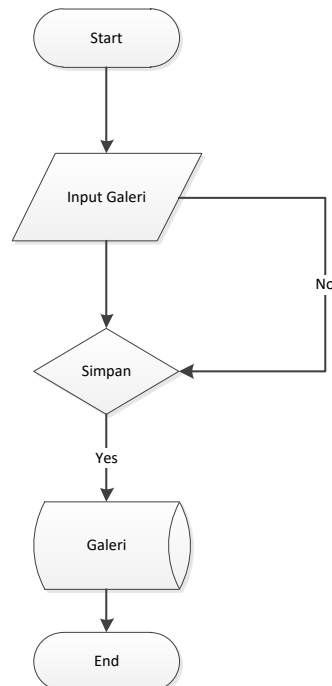 Start
Input Galeri
No
Simpan
Yes
Galeri
End